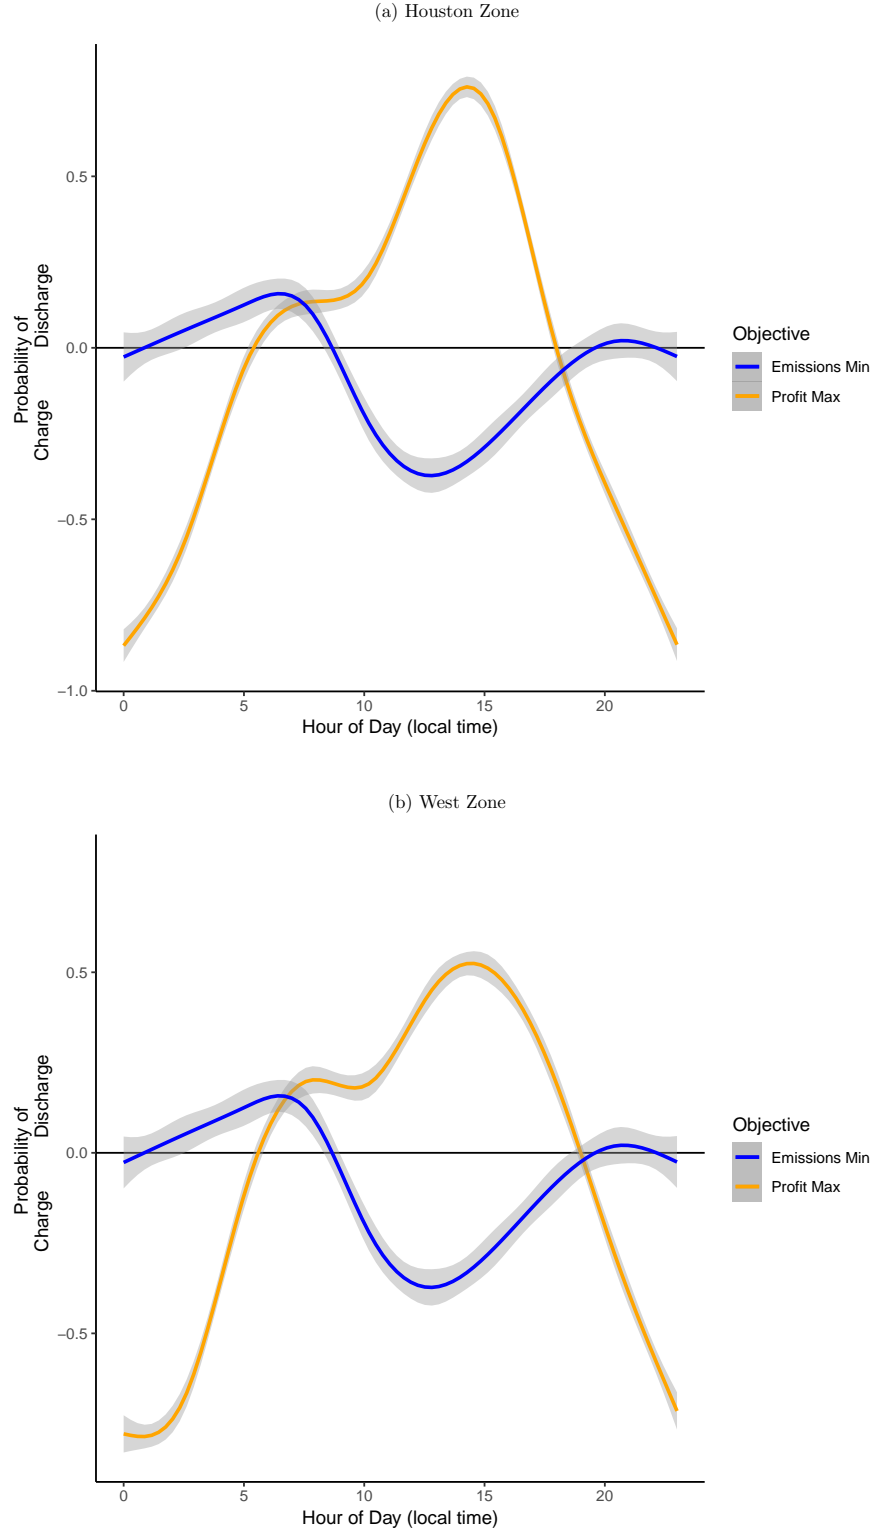 (a) Houston Zone
Probability of
Charge Discharge
0.5
0.0
−0.5
−1.0
0 5 10 15 20
Hour of Day (local time)
Objective
Emissions Min
Profit Max
(b) West Zone
Probability of
Charge Discharge
0.5
0.0
−0.5
0 5 10 15 20
Hour of Day (local time)
Objective
Emissions Min
Profit Max